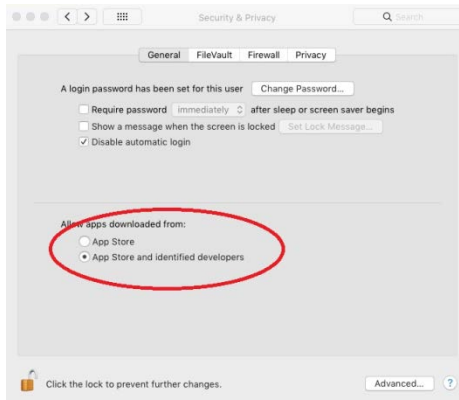 Security & Privacy
Search
General FileVault Firewall Privacy
A login password has been set for this user Change Password...
Require password immediately after sleep or screen saver begins
Show a message when the screen is locked Set Lock Message...
Disable automatic login
Allow apps downloaded from:
App Store
App Store and identified developers
Click the lock to prevent further changes.
Advanced... ?